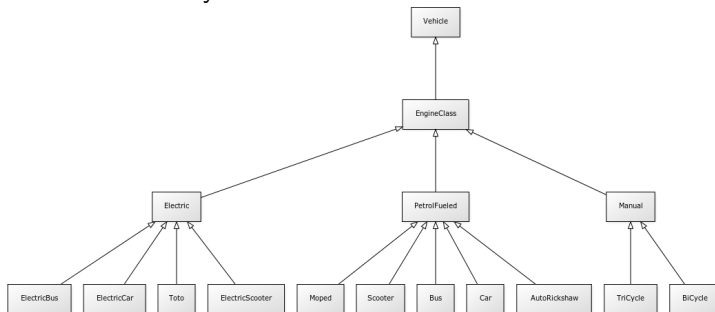 Vehicle
EngineClass
Electric
PetrolFueled
Manual
ElectricBus
ElectricCar
Toto
ElectricScooter
Moped
Scooter
Bus
Car
AutoRickshaw
TriCycle
BiCycle